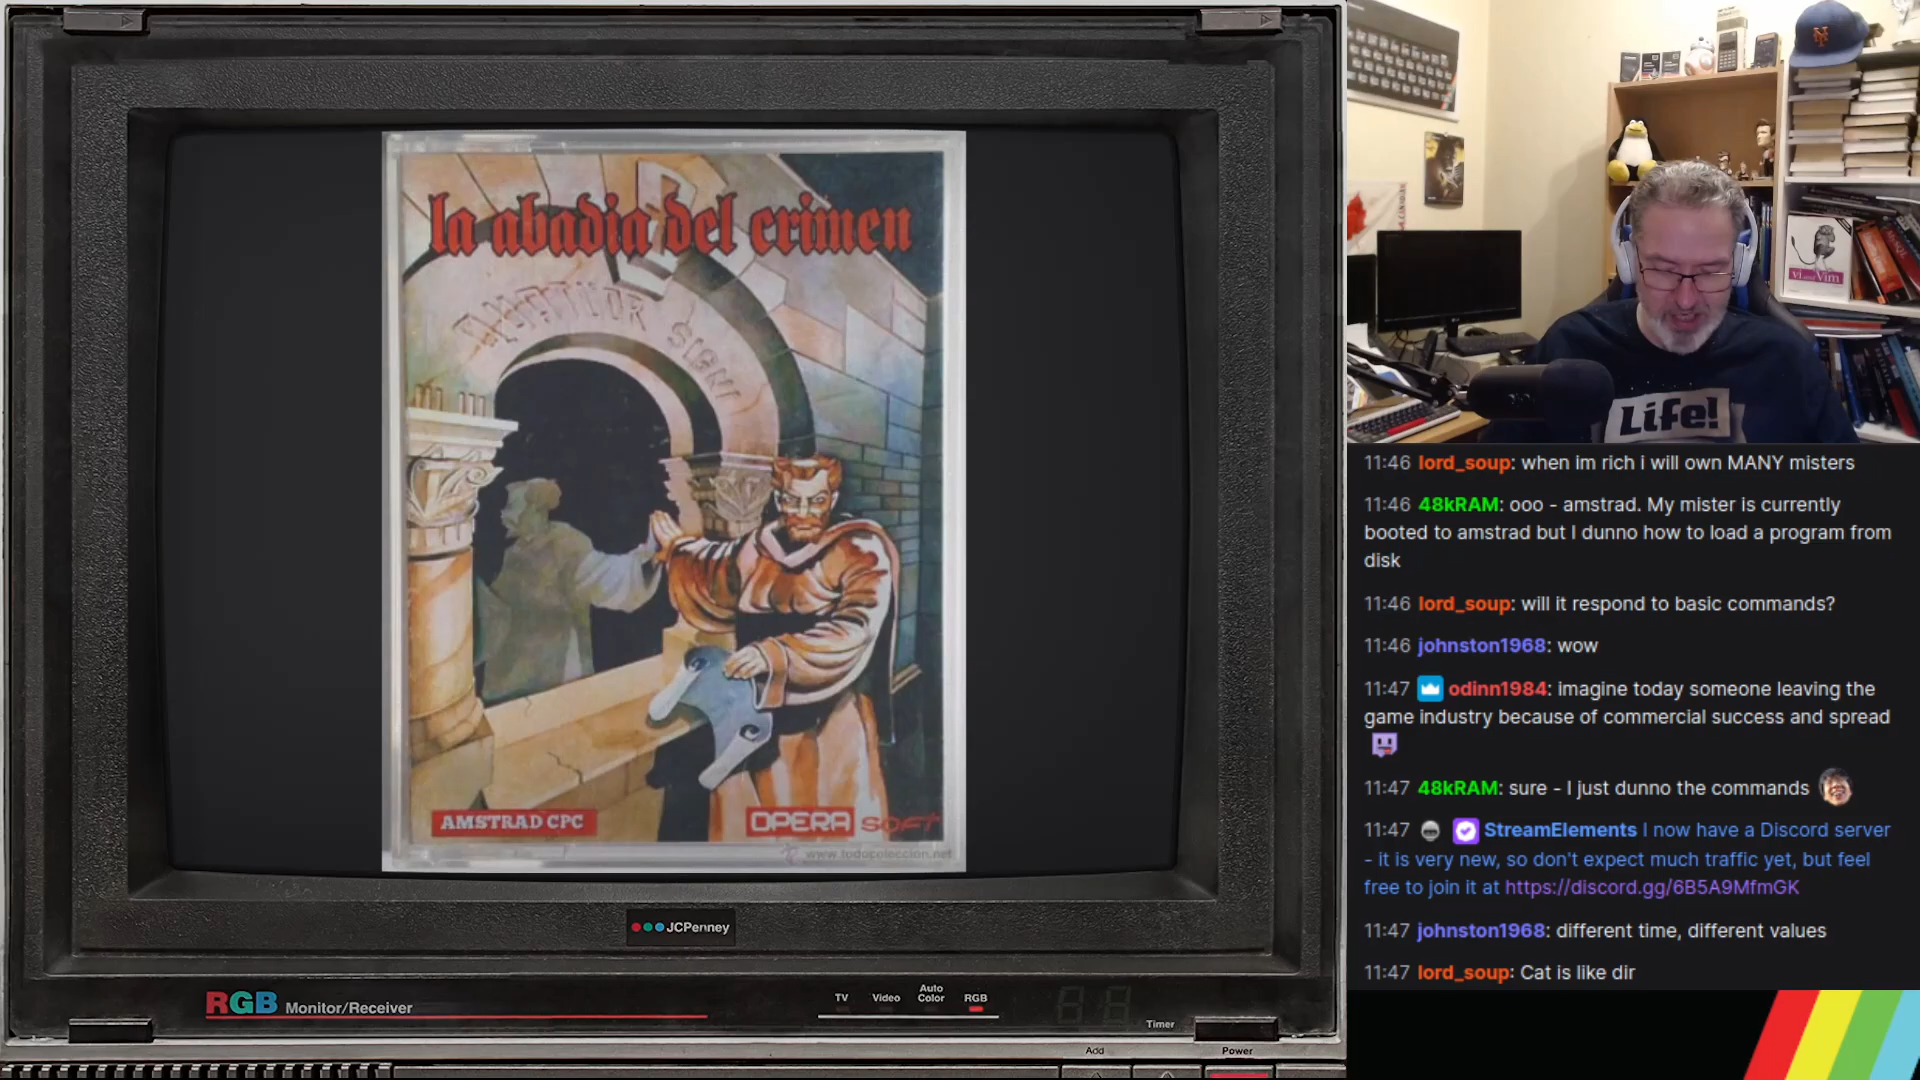 la abadia del crimen
SIGNI
AMSTRAD CPC
OPERA SOFT
www.todocoleccion.net
JCPenney
RGB Monitor/Receiver
TV
Video
Auto
Color
RGB
Timer
Add
Power
vi and Vim
Life!
11:46 lord_soup: when im rich i will own MANY misters
11:46 48kRAM: ooo - amstrad. My mister is currently
booted to amstrad but I dunno how to load a program from
disk
11:46 lord_soup: will it respond to basic commands?
11:46 johnston1968: wow
11:47 odinn1984: imagine today someone leaving the
game industry because of commercial success and spread
11:47 48kRAM: sure - I just dunno the commands
11:47 StreamElements I now have a Discord server
- it is very new, so don't expect much traffic yet, but feel
free to join it at https://discord.gg/6B5A9MfmGK
11:47 johnston1968: different time, different values
11:47 lord_soup: Cat is like dir